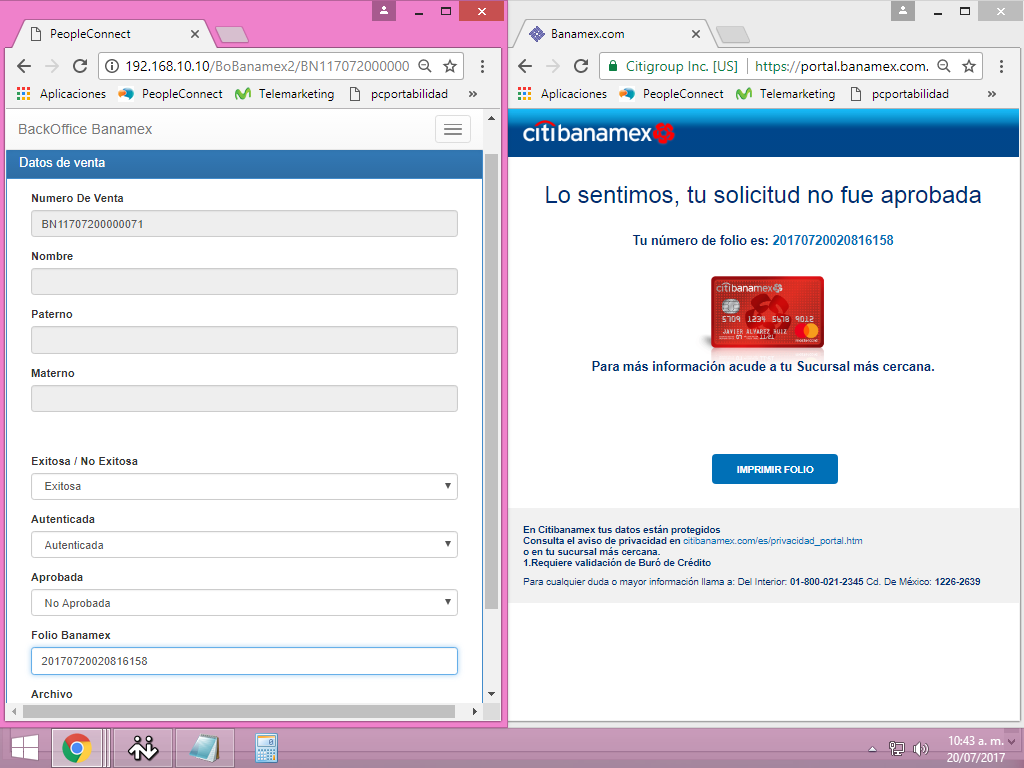 PeopleConnect
192.168.10.10/BoBanamex2/BN117072000000
Aplicaciones PeopleConnect Telemarketing pcportabilidad »
BackOffice Banamex
Datos de venta
Numero De Venta
BN11707200000071
Nombre
Paterno
Materno
Exitosa / No Exitosa
Exitosa
Autenticada
Autenticada
Aprobada
No Aprobada
Folio Banamex
20170720020816158
Archivo
Banamex.com
Citigroup Inc. [US] https://portal.banamex.com.
Aplicaciones PeopleConnect Telemarketing pcportabilidad »
citibanamex
Lo sentimos, tu solicitud no fue aprobada
Tu número de folio es: 20170720020816158
citibanamex
5709 1234 5678 9012
JAVIER ALVAREZ RUIZ
Para más información acude a tu Sucursal más cercana.
IMPRIMIR FOLIO
En Citibanamex tus datos están protegidos
Consulta el aviso de privacidad en citibanamex.com/es/privacidad_portal.htm
o en tu sucursal más cercana.
1.Requiere validación de Buró de Crédito
Para cualquier duda o mayor información llama a: Del Interior: 01-800-021-2345 Cd. De México: 1226-2639
10:43 a. m.
20/07/2017